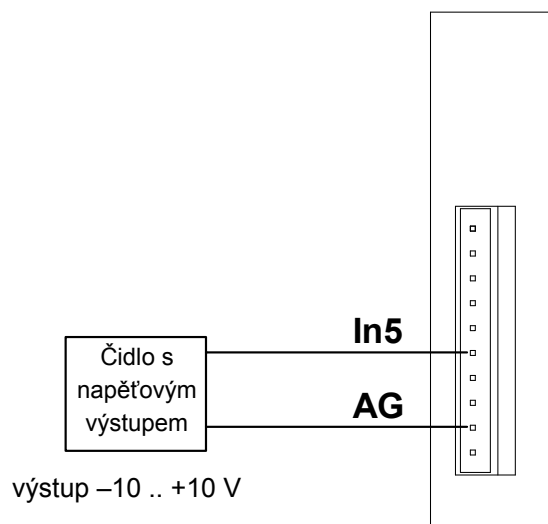 In5
Čidlo s
napěťovým
výstupem
AG
výstup –10 .. +10 V